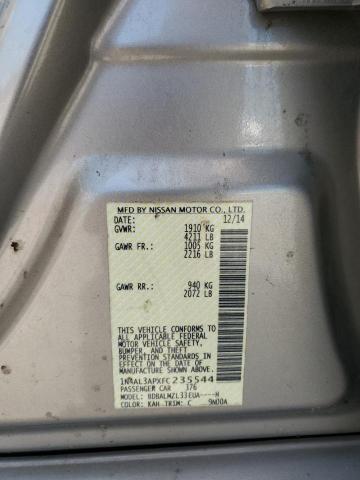 MFD BY NISSAN MOTOR CO., LTD.
DATE: 12/14
GVWR: 1910 KG
4211 LB
GAWR FR.: 1005 KG
2216 LB
GAWR RR.: 940 KG
2072 LB
THIS VEHICLE CONFORMS TO
ALL APPLICABLE FEDERAL
MOTOR VEHICLE SAFETY,
BUMPER, AND THEFT
PREVENTION STANDARDS IN
EFFECT ON THE DATE OF
MANUFACTURE SHOWN ABOVE.
1N4AL3APXFC235544
PASSENGER CAR 376
MODEL:
COLOR: KAH TRIM: C 9N00A